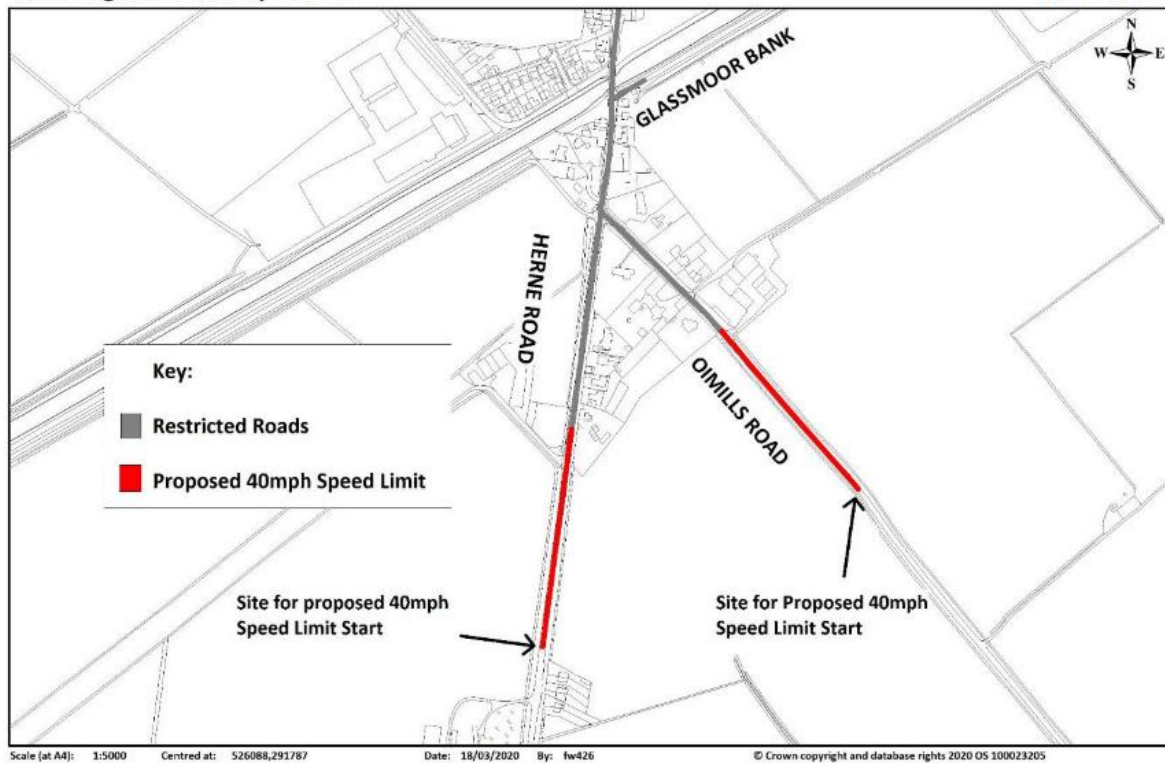 N
W E
S
GLASSMOOR BANK
HERNE ROAD
OIMILLS ROAD
Key:
Restricted Roads
Proposed 40mph Speed Limit
Site for proposed 40mph
Speed Limit Start
Site for Proposed 40mph
Speed Limit Start
Scale (at A4): 1:5000 Centred at: 526088,291787 Date: 18/03/2020 By: fw426 © Crown copyright and database rights 2020 OS 100023205